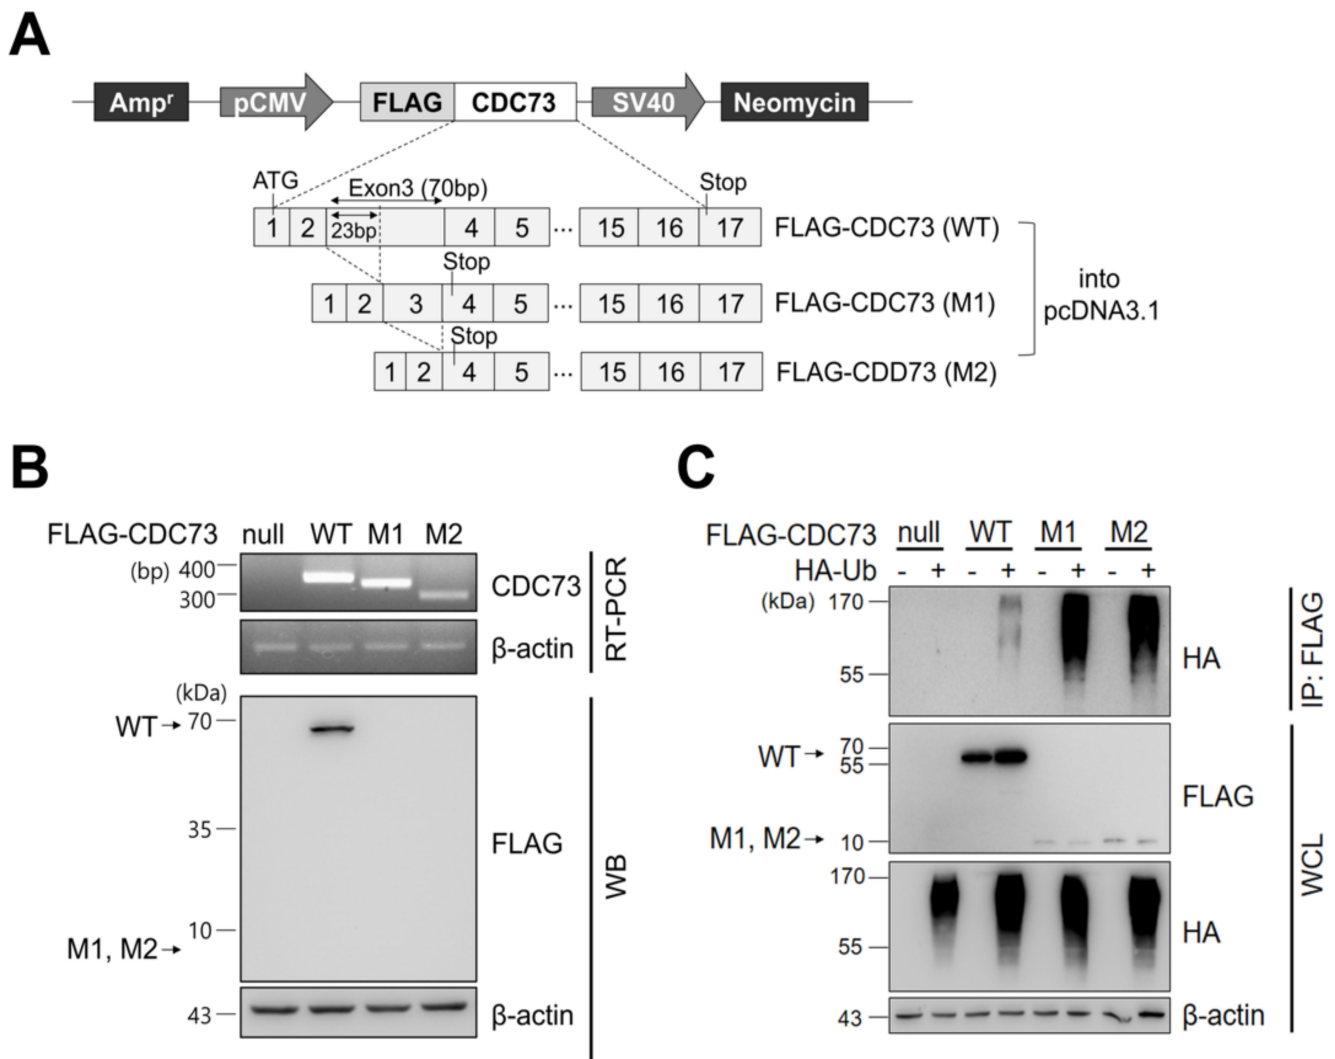 A
Ampʳ pCMV FLAG CDC73 SV40 Neomycin
ATG Exon3 (70bp) Stop
1 2 23bp 4 5 ... 15 16 17 FLAG-CDC73 (WT)
Stop
1 2 3 4 5 ... 15 16 17 FLAG-CDC73 (M1)
into
pcDNA3.1
Stop
1 2 4 5 ... 15 16 17 FLAG-CDD73 (M2)
B
FLAG-CDC73 null WT M1 M2
(bp) 400
300
CDC73
β-actin
RT-PCR
(kDa)
WT 70
35
FLAG
10
M1, M2
43 β-actin
WB
C
FLAG-CDC73 null WT M1 M2
HA-Ub - + - + - + - +
(kDa) 170
55
HA
IP: FLAG
WT 70
55
FLAG
M1, M2 10
170
55
HA
43 β-actin
WCL